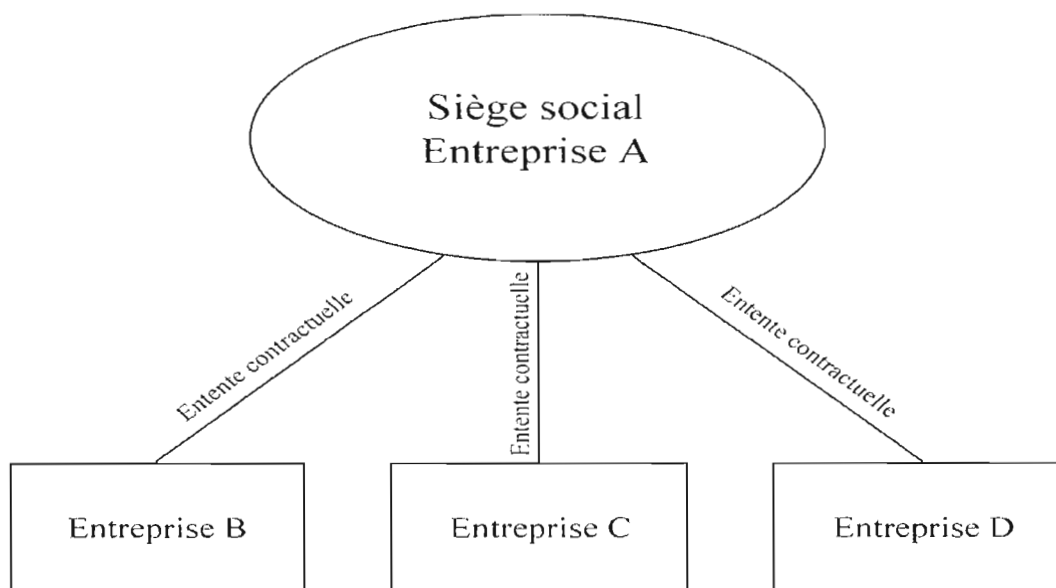 Siège social
Entreprise A
Entente contractuelle
Entente contractuelle
Entente contractuelle
Entreprise B
Entreprise C
Entreprise D